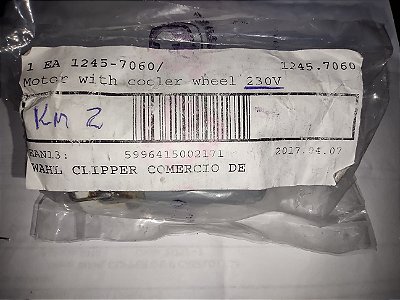 1 EA 1245-7060/ 1245.7060
Motor with cooler wheel 230V
KM 2
EAN13: 5996415002171 2017.04.07
WAHL CLIPPER COMERCIO DE